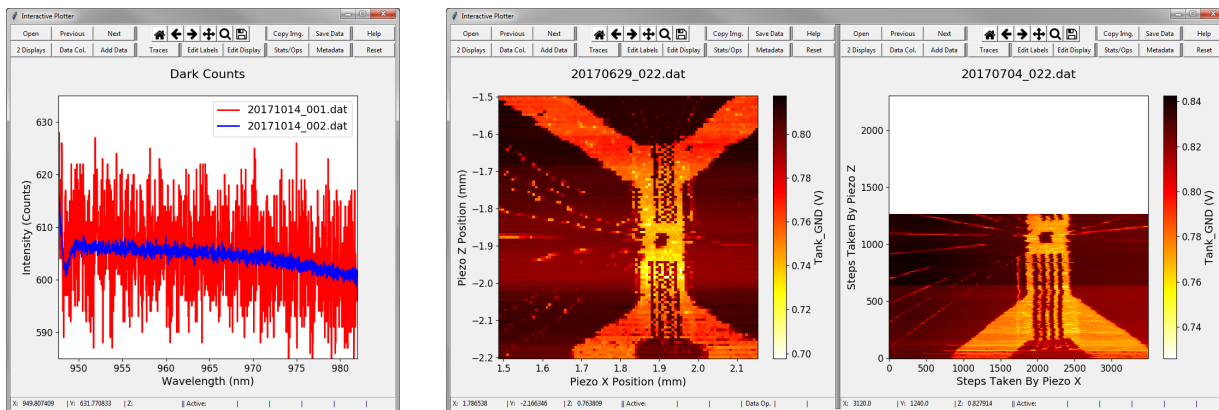 Interactive Plotter
Open Previous Next Copy Img. Save Data Help
2 Displays Data Col. Add Data Traces Edit Labels Edit Display Stats/Ops Metadata Reset
Dark Counts
20171014_001.dat
20171014_002.dat
630
620
610
600
590
Intensity (Counts)
950 955 960 965 970 975 980
Wavelength (nm)
X: 949.807409 | Y: 631.770833 | Z: || Active: | | | |
Interactive Plotter
Open Previous Next Copy Img. Save Data Help
2 Displays Data Col. Add Data Traces Edit Labels Edit Display Stats/Ops Metadata Reset
20170629_022.dat
−1.5
−1.6
−1.7
−1.8
−1.9
−2.0
−2.1
−2.2
Piezo Z Position (mm)
1.5 1.6 1.7 1.8 1.9 2.0 2.1
Piezo X Position (mm)
0.80
0.78
0.76
0.74
0.72
0.70
Tank_GND (V)
X: 1.786538 | Y: -2.166346 | Z: 0.763809 || Active: | | Data Op. | |
Open Previous Next Copy Img. Save Data Help
2 Displays Data Col. Add Data Traces Edit Labels Edit Display Stats/Ops Metadata Reset
20170704_022.dat
2000
1500
1000
500
0
Steps Taken By Piezo Z
0 500 1000 1500 2000 2500 3000
Steps Taken By Piezo X
0.84
0.82
0.80
0.78
0.76
0.74
Tank_GND (V)
X: 3120.0 | Y: 1240.0 | Z: 0.827914 || Active: | | | |